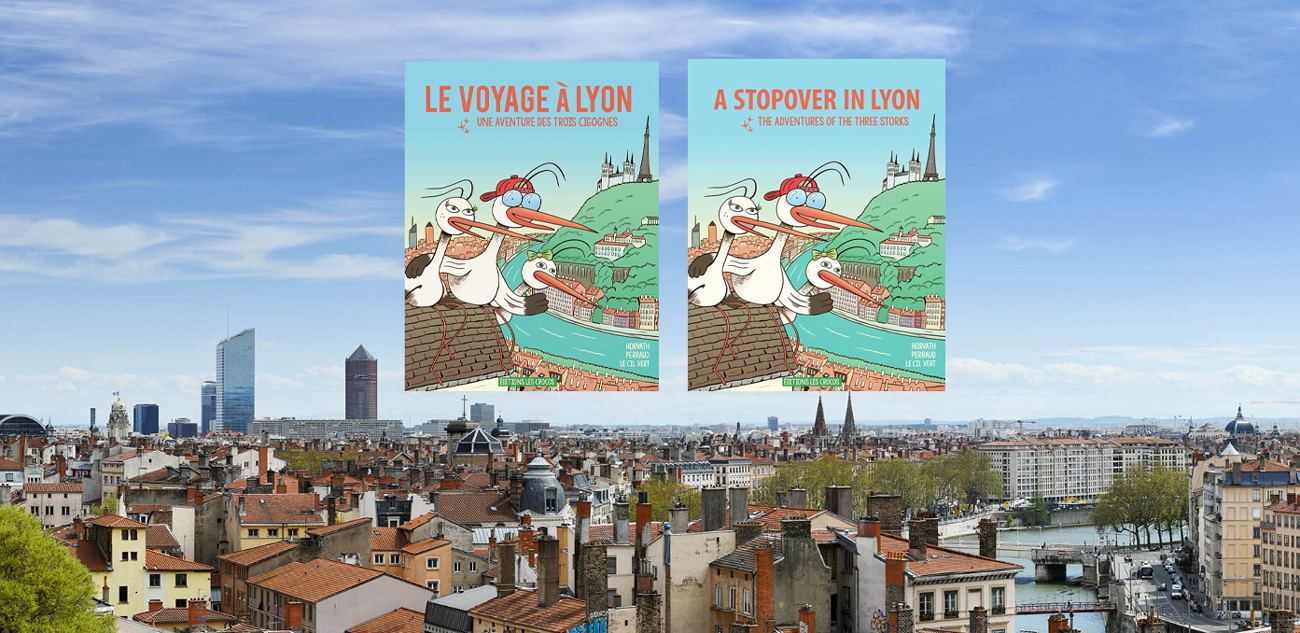 LE VOYAGE À LYON
UNE AVENTURE DES TROIS CIGOGNES
HORVATH
PERRAUD
LE CIL VERT
ÉDITIONS LES CROCOS
A STOPOVER IN LYON
THE ADVENTURES OF THE THREE STORKS
HORVATH
PERRAUD
LE CIL VERT
ÉDITIONS LES CROCOS